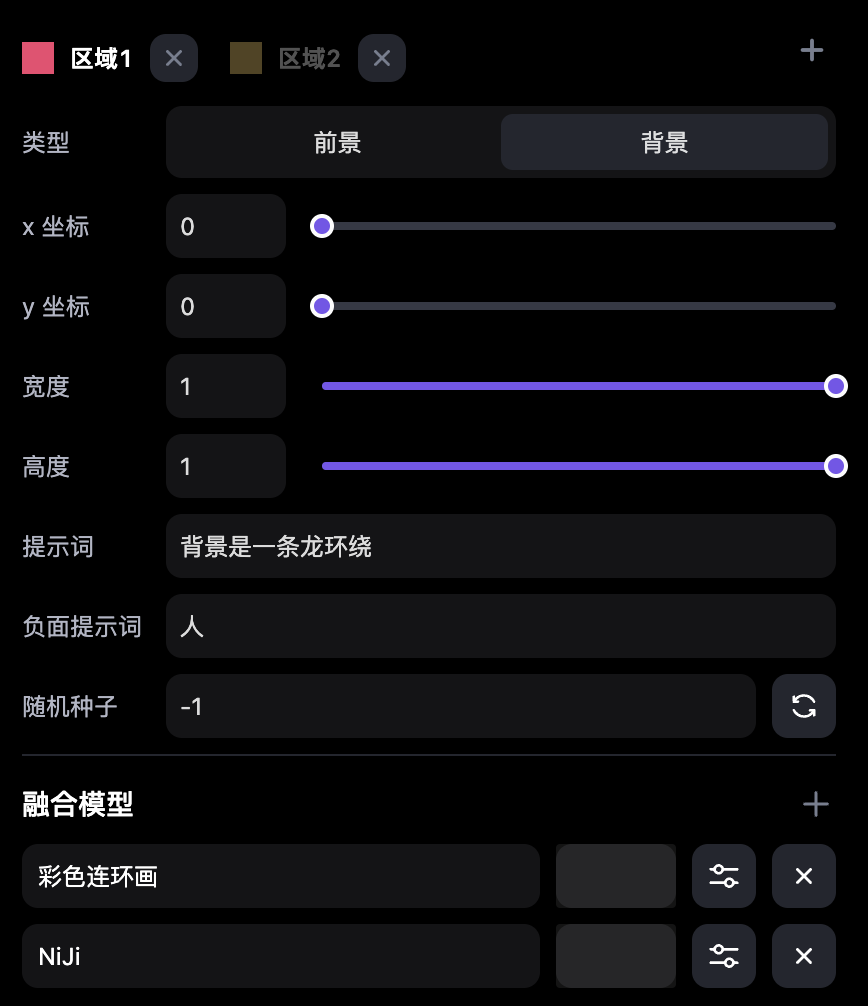 区域1 区域2
类型 前景 背景
x 坐标 0
y 坐标 0
宽度 1
高度 1
提示词 背景是一条龙环绕
负面提示词 人
随机种子 -1
融合模型
彩色连环画
NiJi